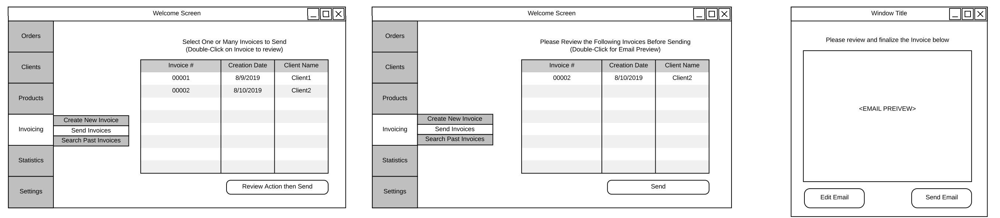 Welcome Screen
Orders
Clients
Products
Invoicing
Statistics
Settings
Create New Invoice
Send Invoices
Search Past Invoices
Select One or Many Invoices to Send
(Double-Click on Invoice to review)
Invoice # Creation Date Client Name
00001 8/9/2019 Client1
00002 8/10/2019 Client2
Review Action then Send
Welcome Screen
Orders
Clients
Products
Invoicing
Statistics
Settings
Create New Invoice
Send Invoices
Search Past Invoices
Please Review the Following Invoices Before Sending
(Double-Click for Email Preview)
Invoice # Creation Date Client Name
00002 8/10/2019 Client2
Send
Window Title
Please review and finalize the Invoice below
<EMAIL PREIVEW>
Edit Email
Send Email